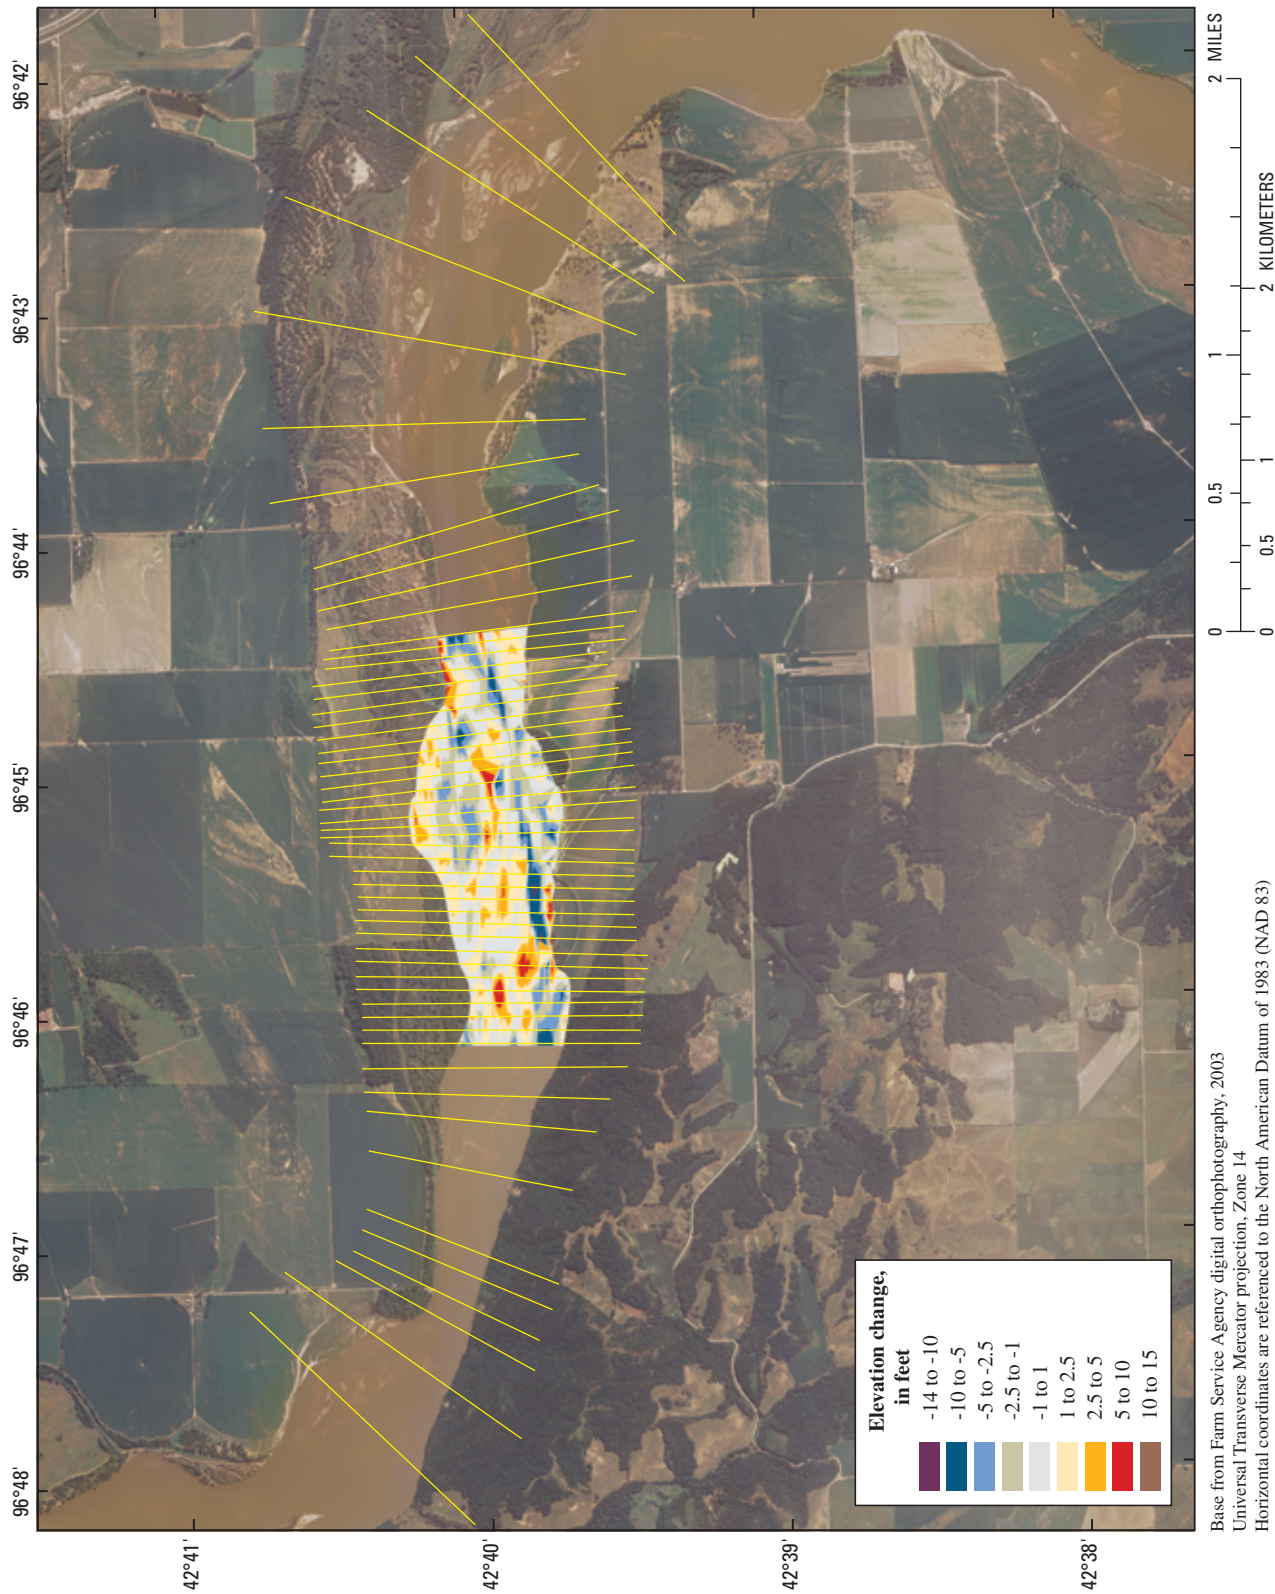 96°48'
96°47'
96°46'
96°45'
96°44'
96°43'
96°42'
42°41'
42°40'
42°39'
42°38'
Elevation change,
in feet
-14 to -10
-10 to -5
-5 to -2.5
-2.5 to -1
-1 to 1
1 to 2.5
2.5 to 5
5 to 10
10 to 15
Base from Farm Service Agency digital orthophotography, 2003
Universal Transverse Mercator projection, Zone 14
Horizontal coordinates are referenced to the North American Datum of 1983 (NAD 83)
0 0.5 1 2 MILES
0 0.5 1 2 KILOMETERS